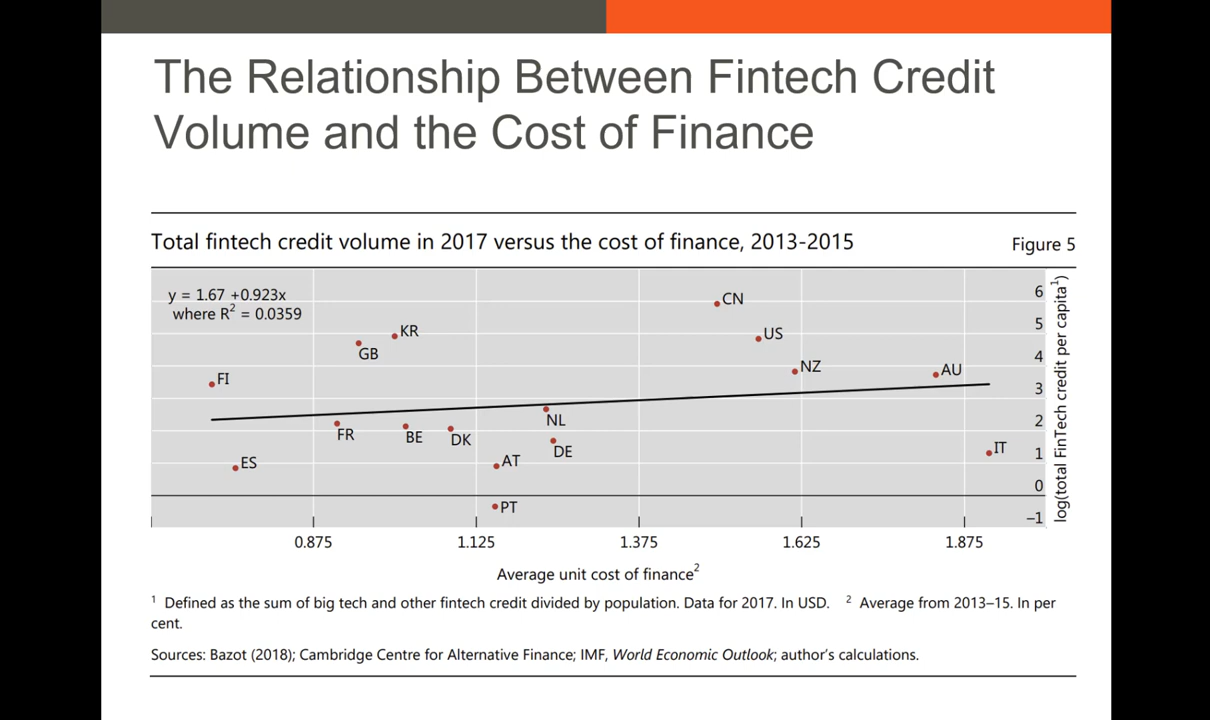 The Relationship Between Fintech Credit
Volume and the Cost of Finance
Total fintech credit volume in 2017 versus the cost of finance, 2013-2015
Figure 5
y = 1.67 +0.923x
where R² = 0.0359
CN
KR
US
GB
NZ
FI
AU
NL
FR
BE
DK
DE
IT
ES
AT
PT
6
5
4
3
2
1
0
–1
log(total FinTech credit per capita¹)
0.875
1.125
1.375
1.625
1.875
Average unit cost of finance²
¹ Defined as the sum of big tech and other fintech credit divided by population. Data for 2017. In USD. ² Average from 2013–15. In per
cent.
Sources: Bazot (2018); Cambridge Centre for Alternative Finance; IMF, World Economic Outlook; author's calculations.